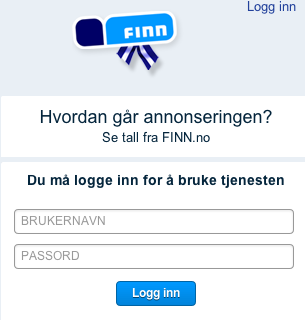 Logg inn
FINN
Hvordan går annonseringen?
Se tall fra FINN.no
Du må logge inn for å bruke tjenesten
BRUKERNAVN
PASSORD
Logg inn